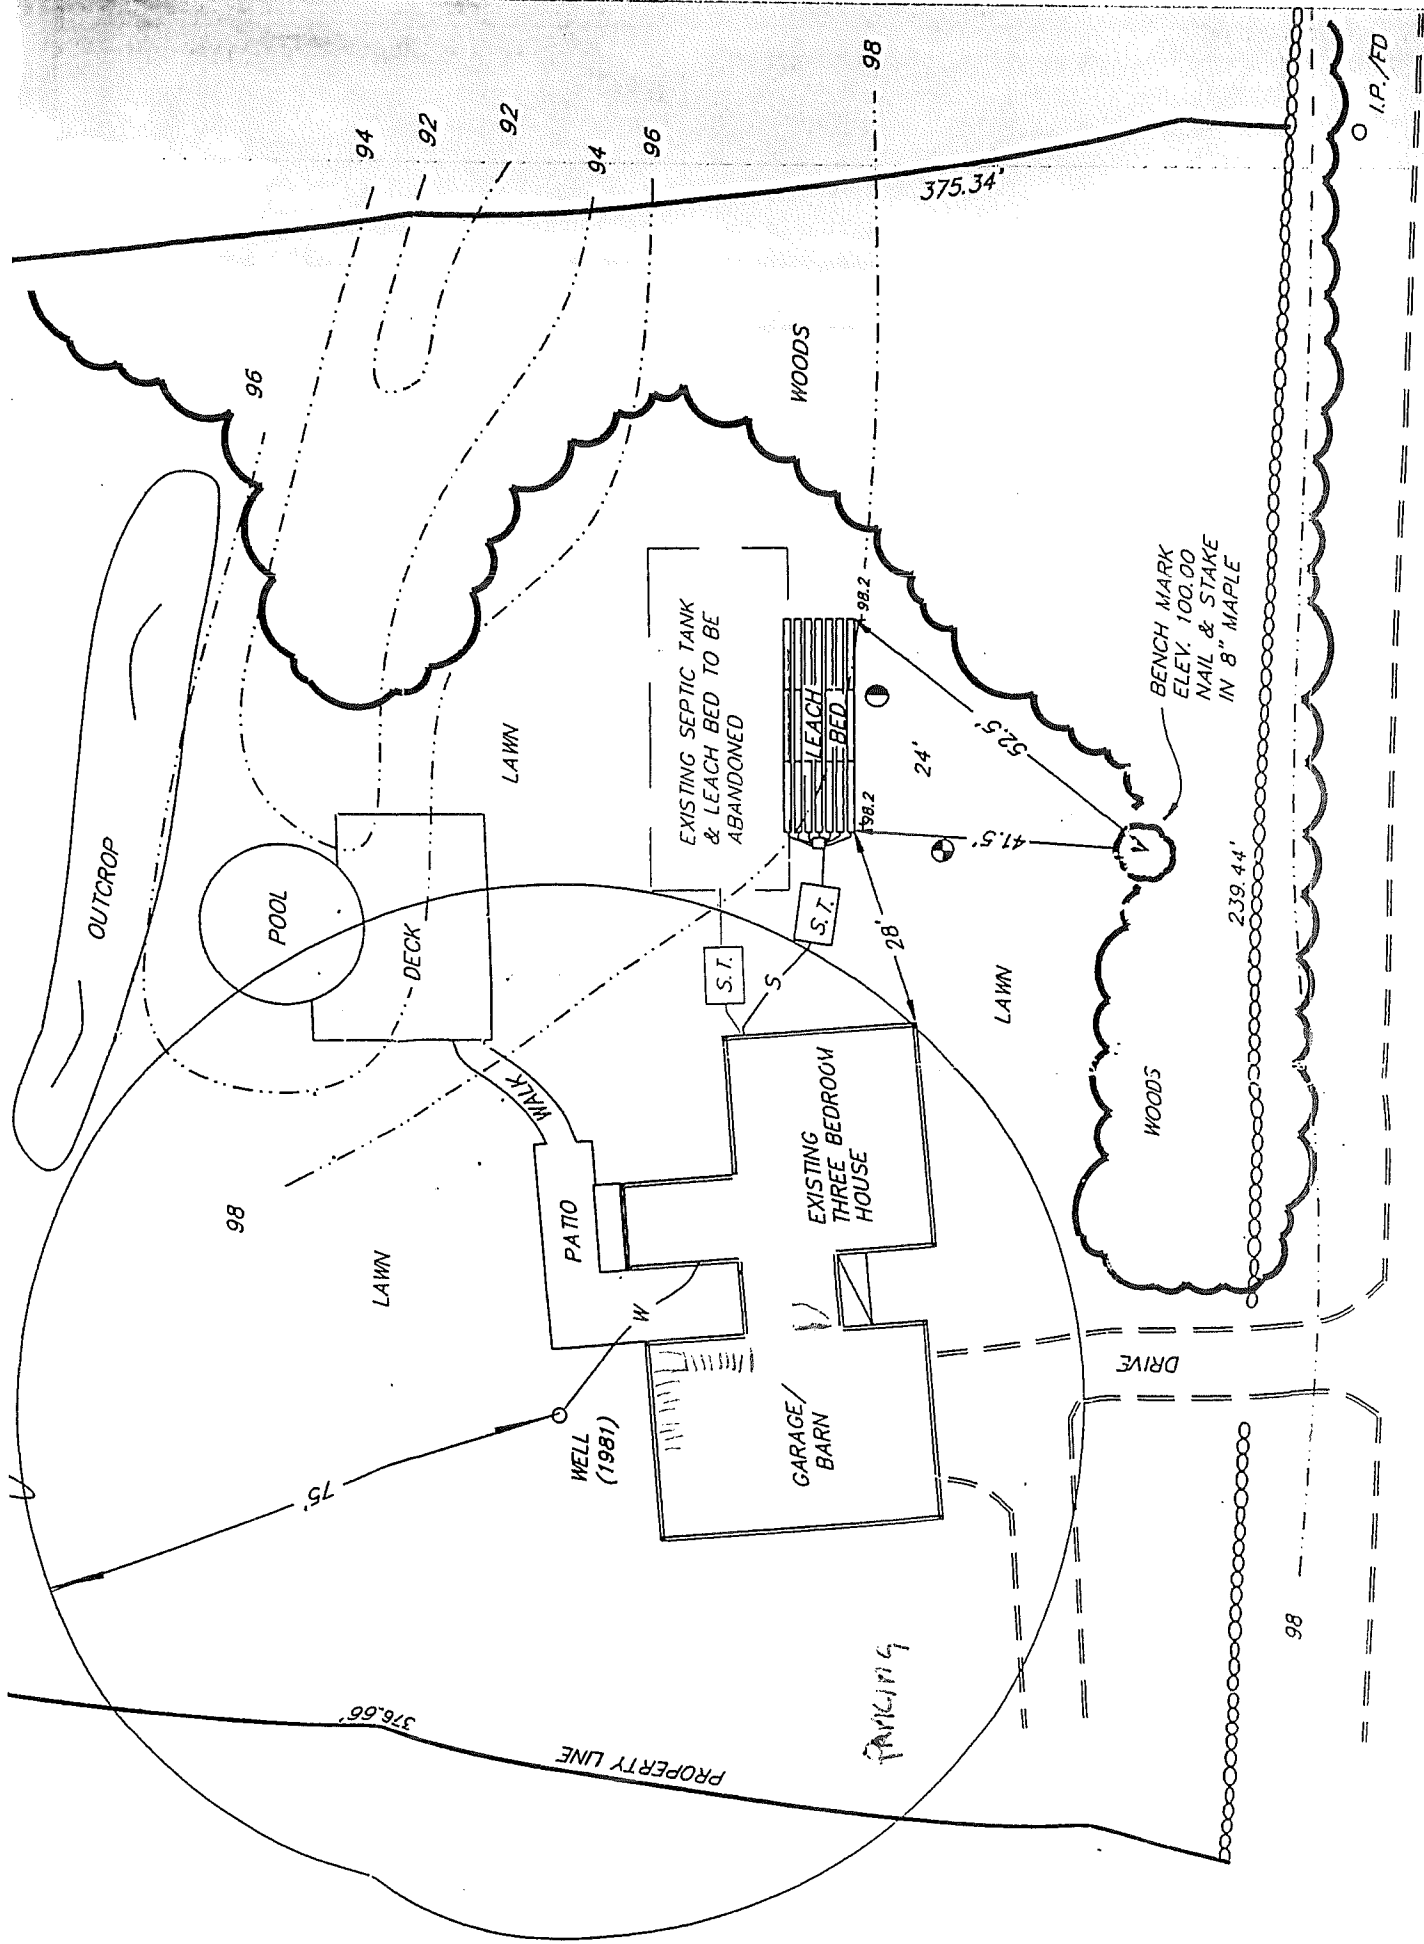 94
92
92
94
96
98
375.34'
I.P./FD
96
WOODS
OUTCROP
POOL
DECK
LAWN
EXISTING SEPTIC TANK
& LEACH BED TO BE
ABANDONED
LEACH
BED
98.2
98.2
24'
52.5'
41.5'
28'
BENCH MARK
ELEV. 100.00
NAIL & STAKE
IN 8" MAPLE
239.44'
S.T.
S.T.
S
LAWN
WOODS
WALK
PATIO
EXISTING
THREE BEDROOM
HOUSE
98
LAWN
W
WELL
(1981)
75'
GARAGE/
BARN
DRIVE
376.66'
PROPERTY LINE
PARKING
98